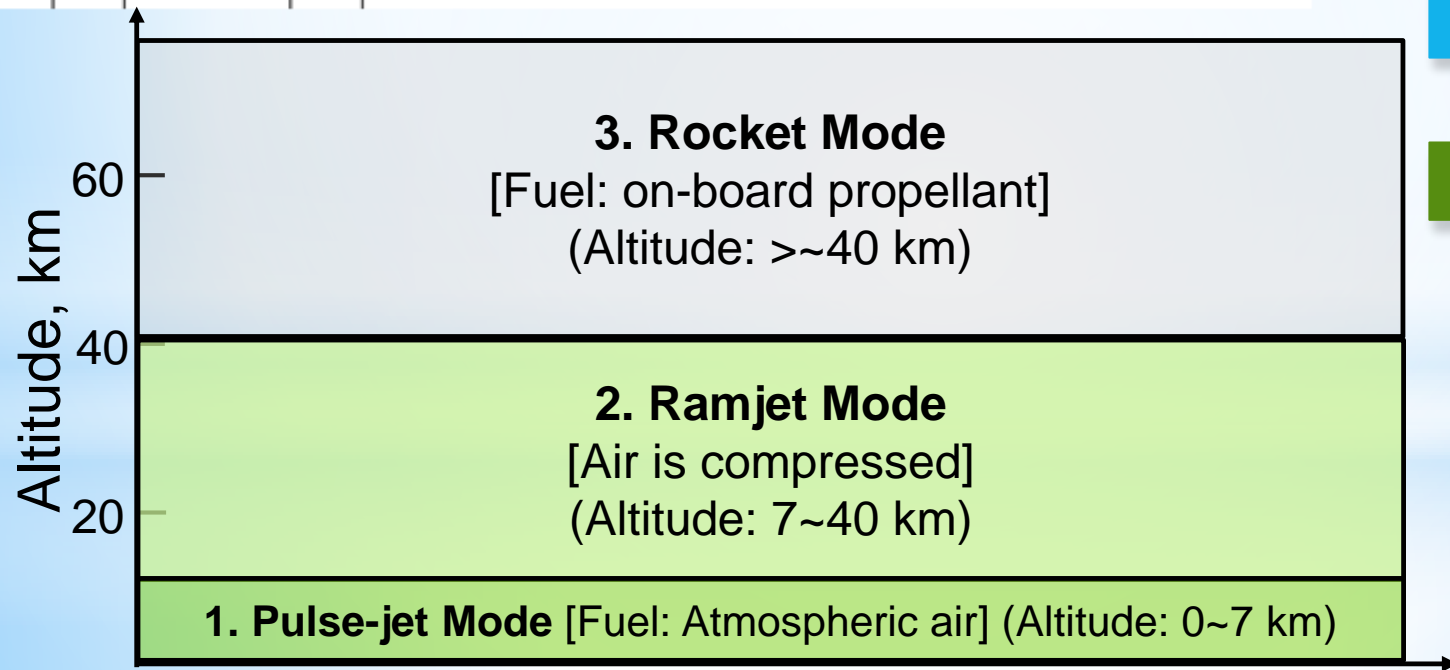 3. Rocket Mode
[Fuel: on-board propellant]
(Altitude: >~40 km)
60
Altitude, km
40
2. Ramjet Mode
[Air is compressed]
(Altitude: 7~40 km)
20
1. Pulse-jet Mode [Fuel: Atmospheric air] (Altitude: 0~7 km)